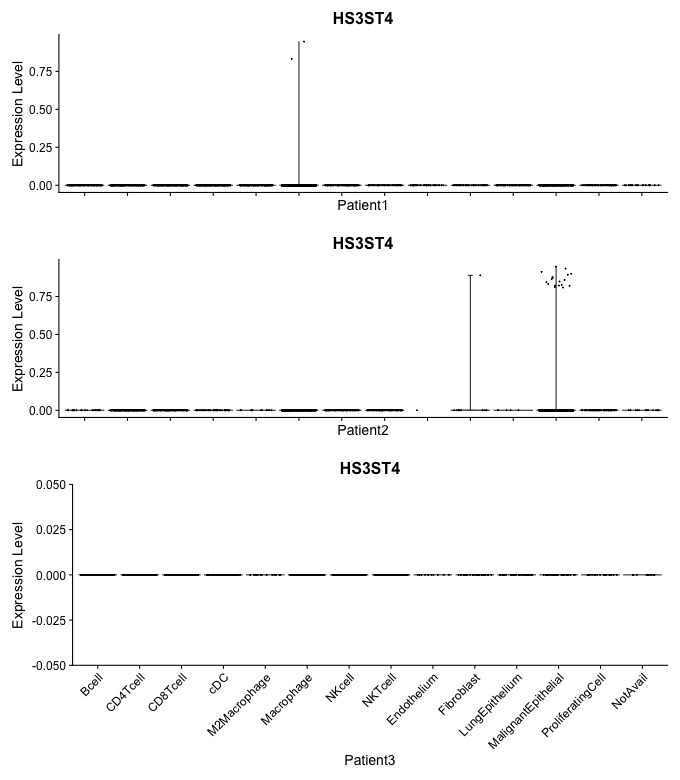 HS3ST4
Expression Level
0.75
0.50
0.25
0.00
Patient1
HS3ST4
Expression Level
0.75
0.50
0.25
0.00
Patient2
HS3ST4
Expression Level
0.050
0.025
0.000
-0.025
-0.050
Bcell
CD4Tcell
CD8Tcell
cDC
M2Macrophage
Macrophage
NKcell
NKTcell
Endothelium
Fibroblast
LungEpithelium
MalignantEpithelial
ProliferatingCell
NotAvail
Patient3